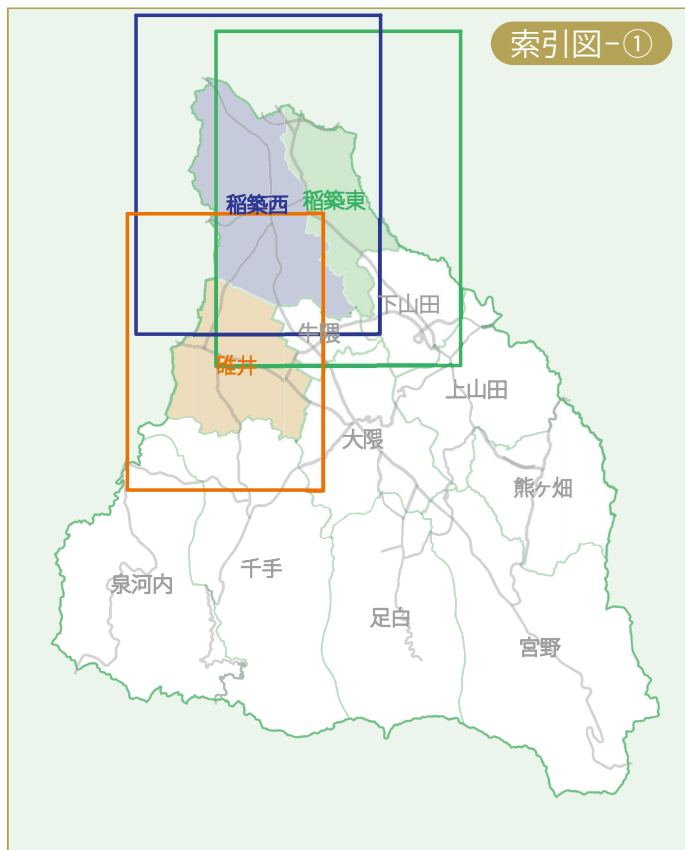 索引図-①
稲築西
稲築東
下山田
牛隈
碓井
上山田
大隈
熊ヶ畑
千手
泉河内
足白
宮野